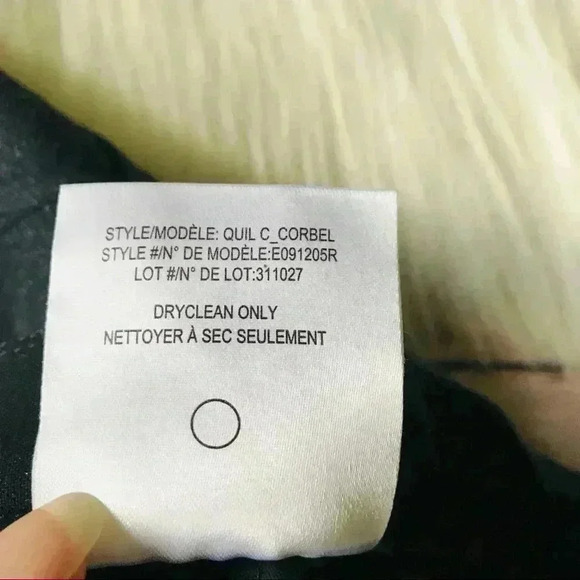 STYLE/MODÈLE: QUIL C_CORBEL
STYLE #/N° DE MODÈLE:E091205R
LOT #/N° DE LOT:311027
DRYCLEAN ONLY
NETTOYER À SEC SEULEMENT